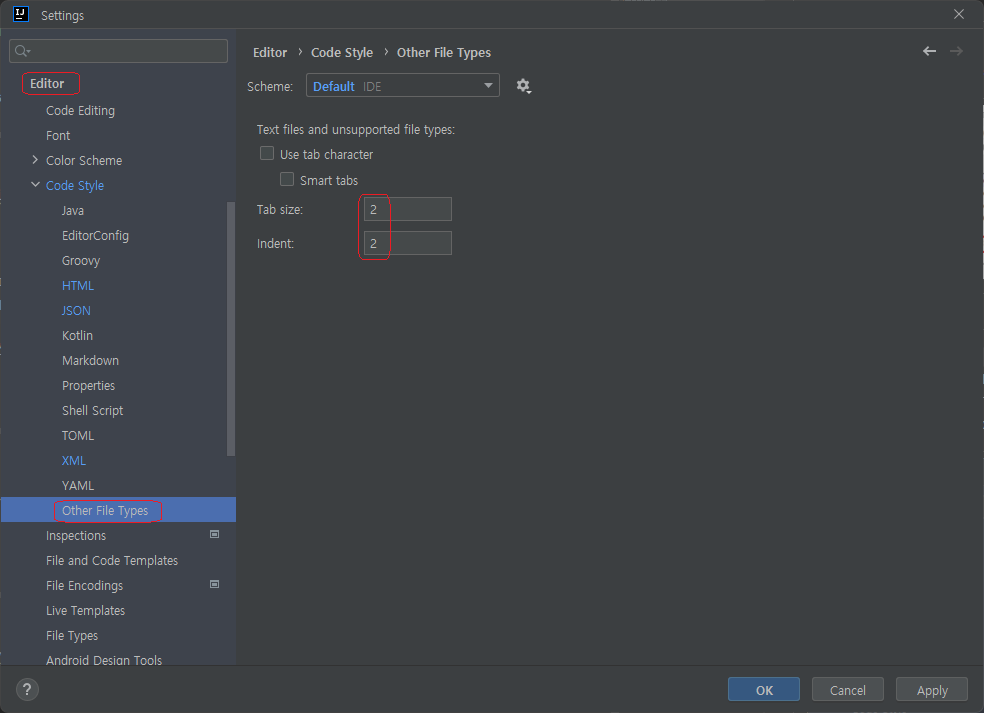 IJ
Settings
Editor
Code Editing
Font
Color Scheme
Code Style
Java
EditorConfig
Groovy
HTML
JSON
Kotlin
Markdown
Properties
Shell Script
TOML
XML
YAML
Other File Types
Inspections
File and Code Templates
File Encodings
Live Templates
File Types
Android Design Tools
Editor › Code Style › Other File Types
Scheme: Default IDE
Text files and unsupported file types:
Use tab character
Smart tabs
Tab size: 2
Indent: 2
?
OK Cancel Apply